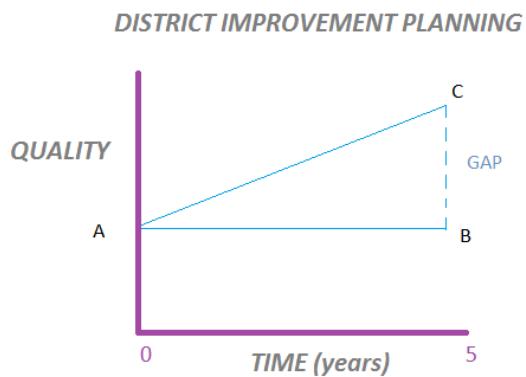 DISTRICT IMPROVEMENT PLANNING
C
QUALITY
GAP
A
B
0
5
TIME (years)